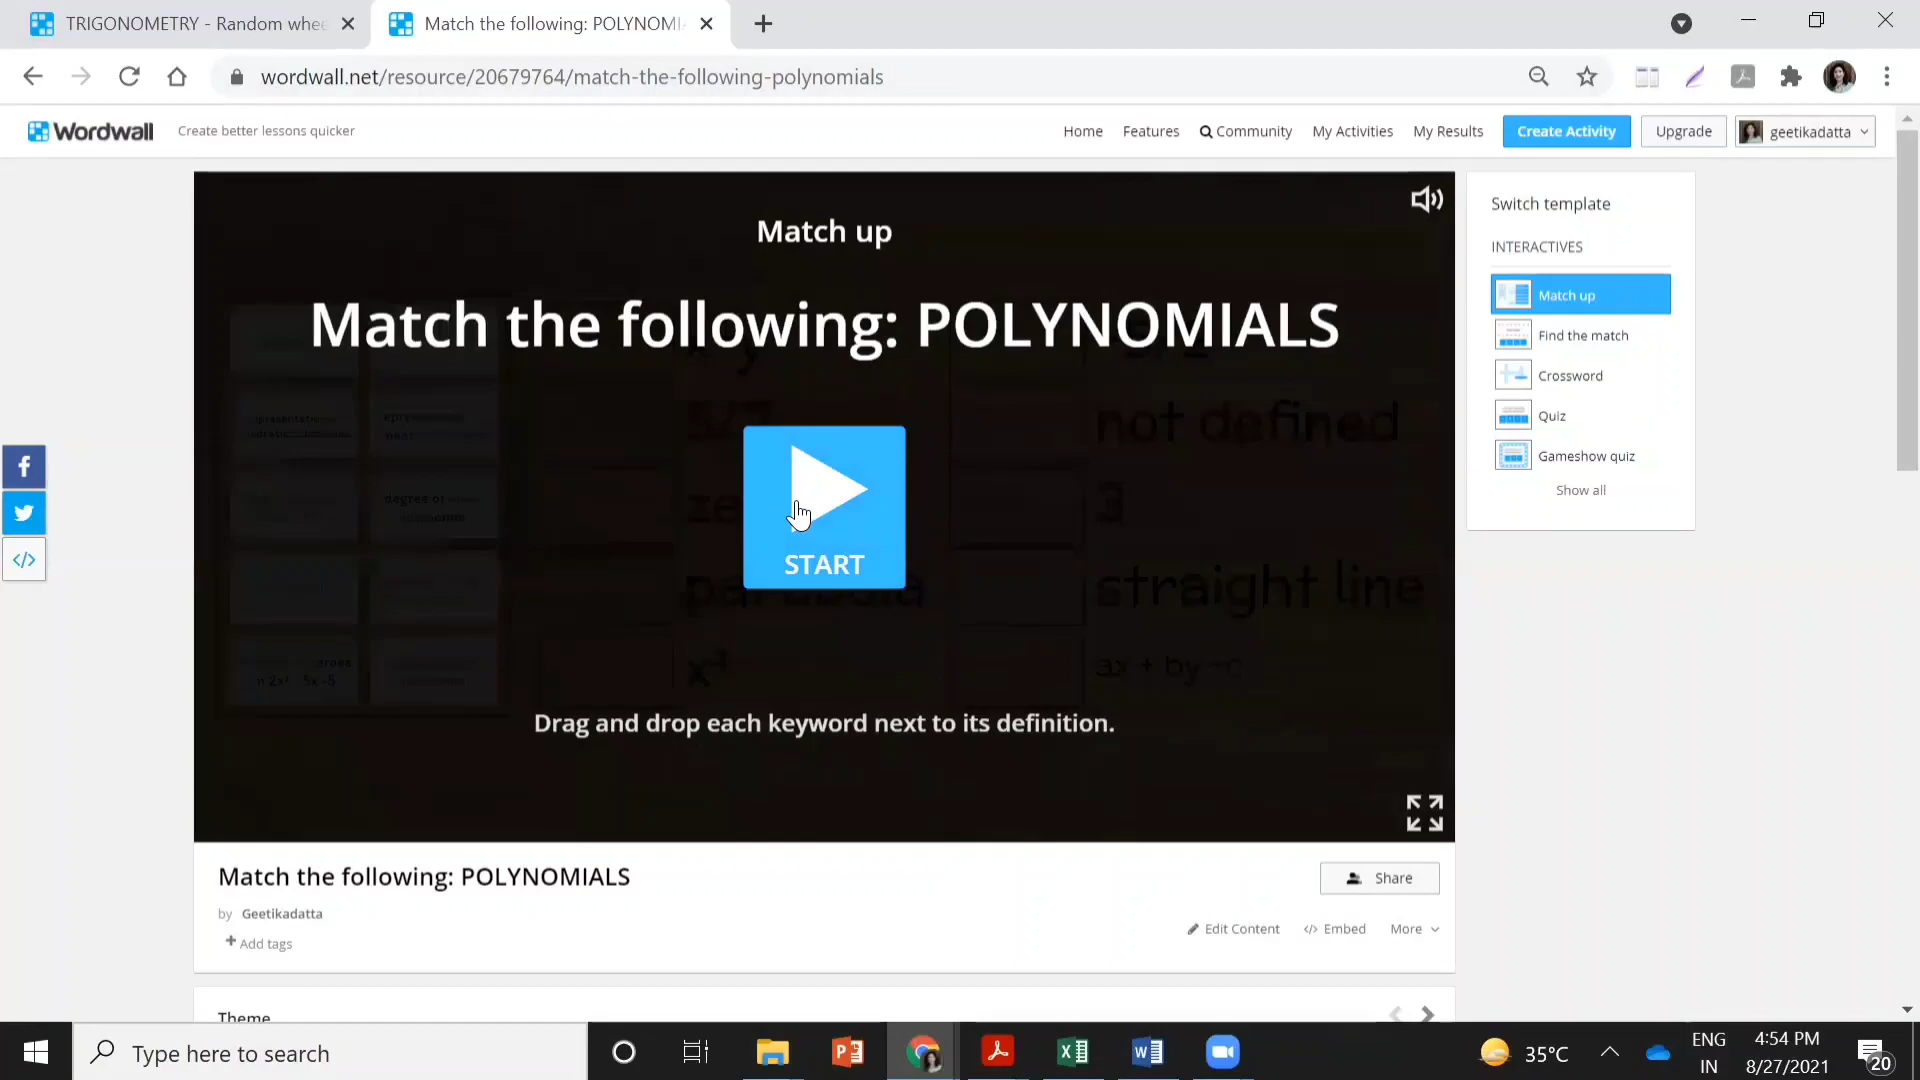 TRIGONOMETRY - Random whee
Match the following: POLYNOMI
wordwall.net/resource/20679764/match-the-following-polynomials
Wordwall
Create better lessons quicker
Home
Features
Community
My Activities
My Results
Create Activity
Upgrade
geetikadatta
Match up
Match the following: POLYNOMIALS
not defined
3
START
parabola
straight line
Drag and drop each keyword next to its definition.
Switch template
INTERACTIVES
Match up
Find the match
Crossword
Quiz
Gameshow quiz
Show all
Match the following: POLYNOMIALS
Share
by Geetikadatta
+ Add tags
Edit Content
</> Embed
More
Theme
Type here to search
35°C
ENG
IN
4:54 PM
8/27/2021
20